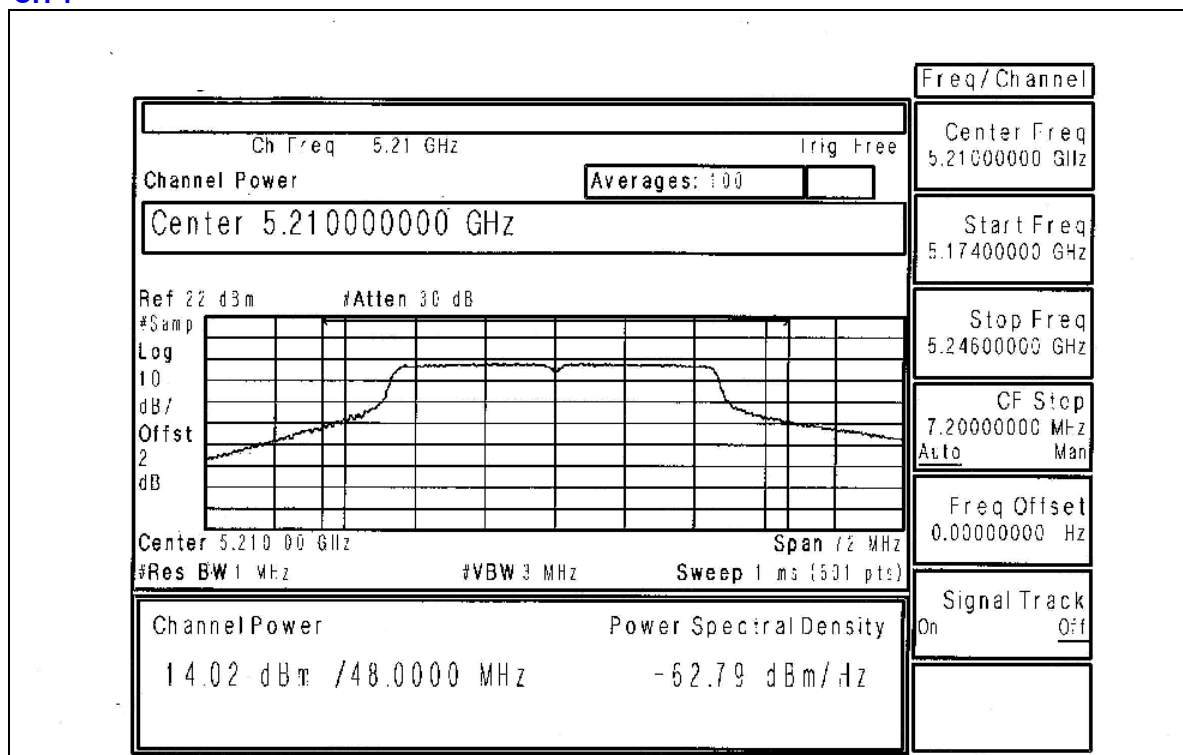 Freq/Channel
Ch Freq 5.21 GHz Trig Free
Channel Power Averages: 100
Center 5.210000000 GHz
Ref 22 dBm #Atten 30 dB
#Samp
Log
10
dB/
Offst
2
dB
Center 5.210 00 GHz Span 72 MHz
#Res BW 1 MHz #VBW 3 MHz Sweep 1 ms (601 pts)
Channel Power Power Spectral Density
14.02 dBm /48.0000 MHz -62.79 dBm/Hz
Center Freq
5.21000000 GHz
Start Freq
5.17400000 GHz
Stop Freq
5.24600000 GHz
CF Step
7.20000000 MHz
Auto Man
Freq Offset
0.00000000 Hz
Signal Track
On Off